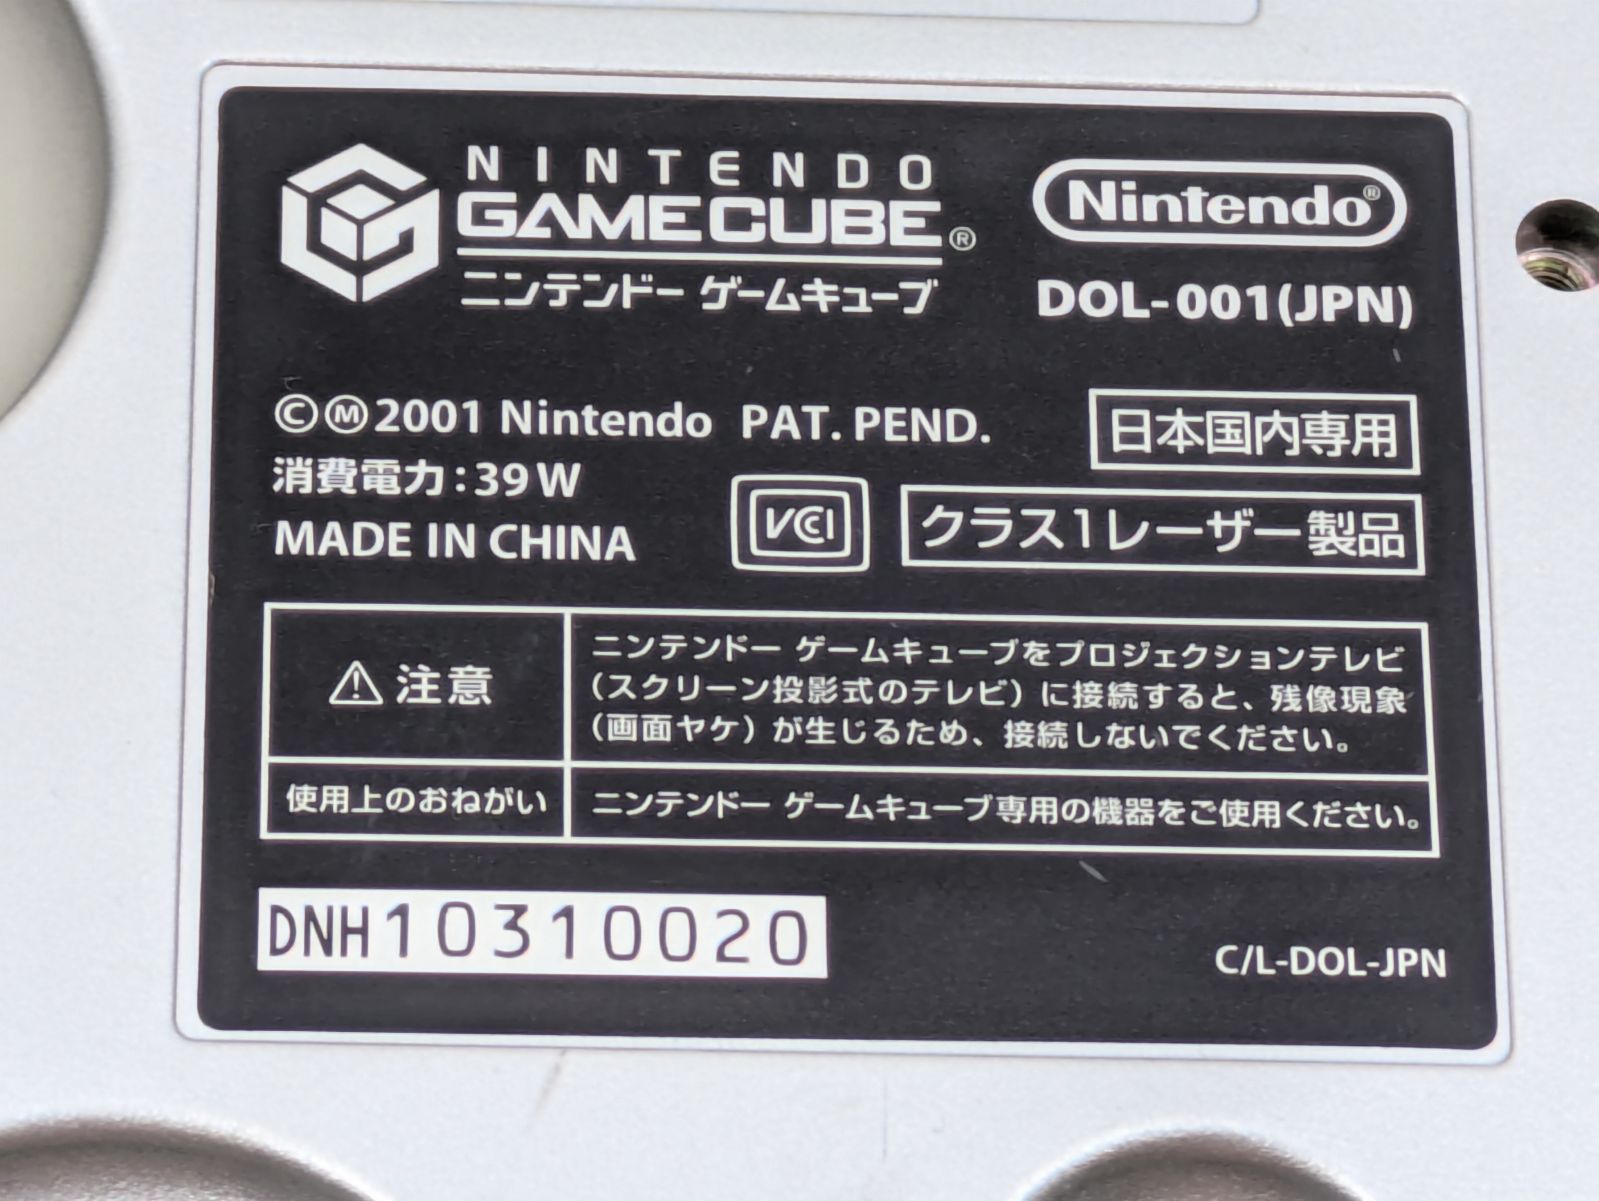 NINTENDO
GAMECUBE®
ニンテンドー ゲームキューブ
Nintendo®
DOL-001(JPN)
©Ⓜ2001 Nintendo PAT. PEND.
日本国内専用
消費電力:39W
MADE IN CHINA
VCCI
クラス1レーザー製品
⚠注意
ニンテンドー ゲームキューブをプロジェクションテレビ
(スクリーン投影式のテレビ)に接続すると、残像現象
(画面ヤケ)が生じるため、接続しないでください。
使用上のおねがい
ニンテンドー ゲームキューブ専用の機器をご使用ください。
DNH10310020
C/L-DOL-JPN